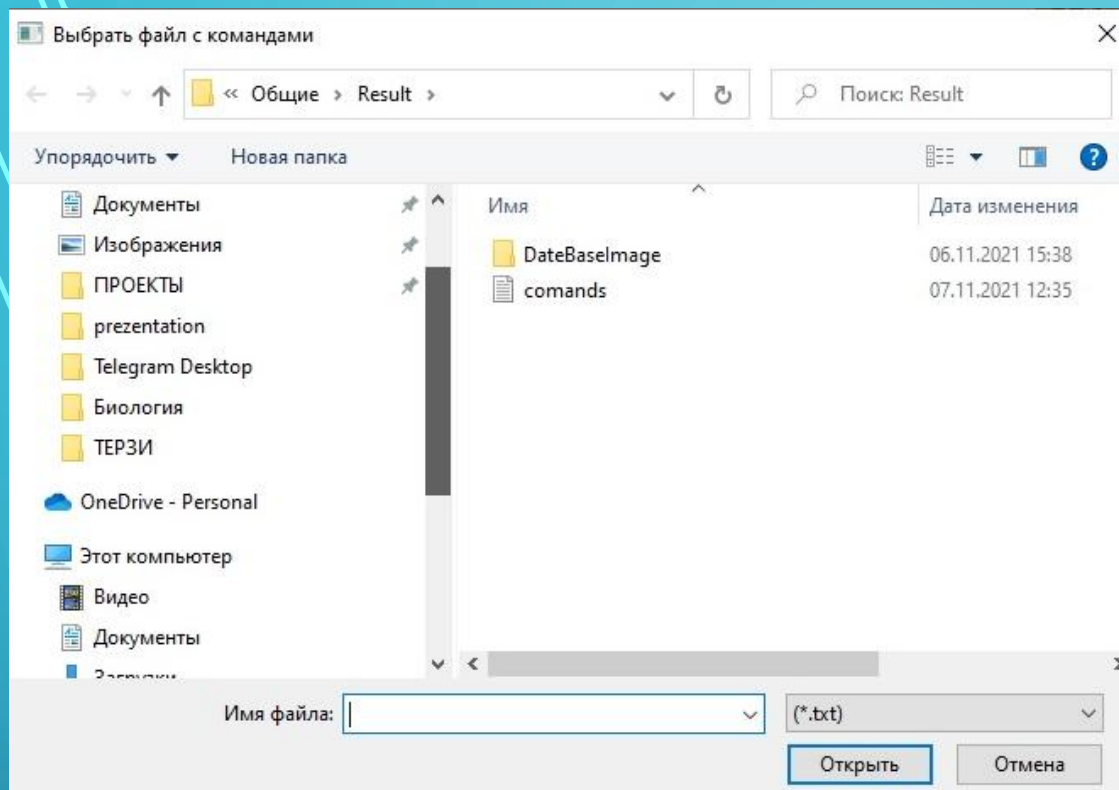 Выбрать файл с командами
« Общие › Result ›
Поиск: Result
Упорядочить
Новая папка
Документы
Изображения
ПРОЕКТЫ
prezentation
Telegram Desktop
Биология
ТЕРЗИ
OneDrive - Personal
Этот компьютер
Видео
Документы
Загрузки
Имя Дата изменения
DateBaseImage 06.11.2021 15:38
comands 07.11.2021 12:35
Имя файла:
(*.txt)
Открыть Отмена